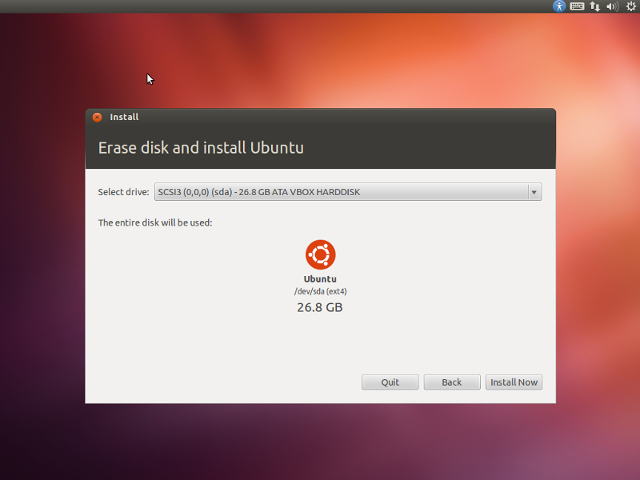 Install
Erase disk and install Ubuntu
Select drive: SCSI3 (0,0,0) (sda) - 26.8 GB ATA VBOX HARDDISK
The entire disk will be used:
Ubuntu
/dev/sda (ext4)
26.8 GB
Quit Back Install Now